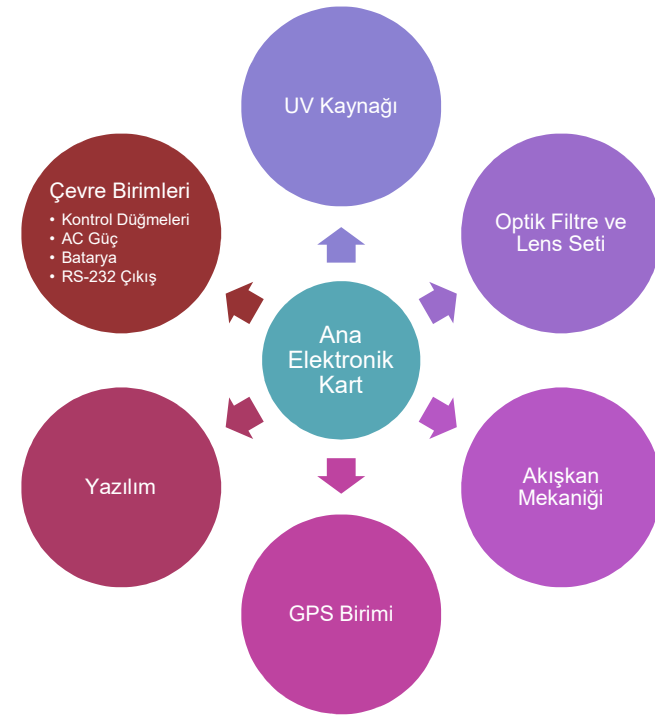 UV Kaynağı
Çevre Birimleri
• Kontrol Düğmeleri
• AC Güç
• Batarya
• RS-232 Çıkış
Optik Filtre ve
Lens Seti
Ana
Elektronik
Kart
Yazılım
Akışkan
Mekaniği
GPS Birimi